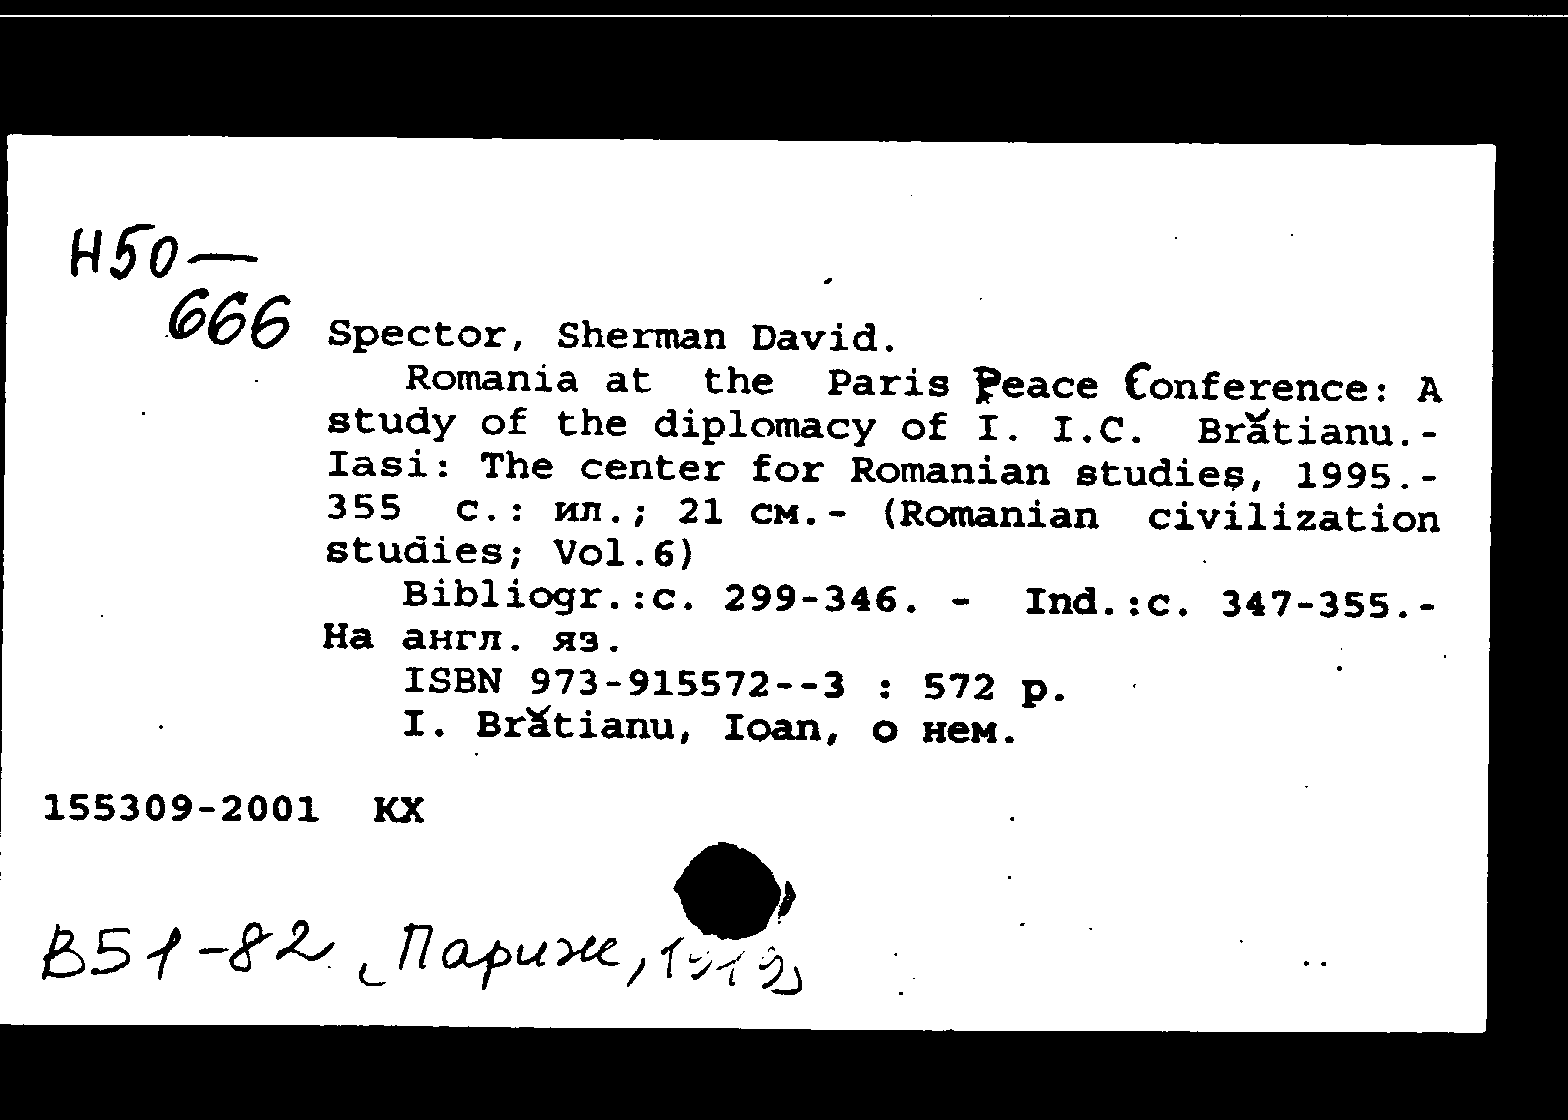 H50—
666
Spector, Sherman David.
Romania at the Paris Peace Conference: A
study of the diplomacy of I. I.C. Brătianu.-
Iasi: The center for Romanian studies, 1995.-
355 с.: ил.; 21 см.- (Romanian civilization
studies; Vol.6)
Bibliogr.:с. 299-346. - Ind.:с. 347-355.-
На англ. яз.
ISBN 973-915572--3 : 572 р.
I. Brătianu, Ioan, о нем.
155309-2001 КХ
B51-82 [Париж, 1919]